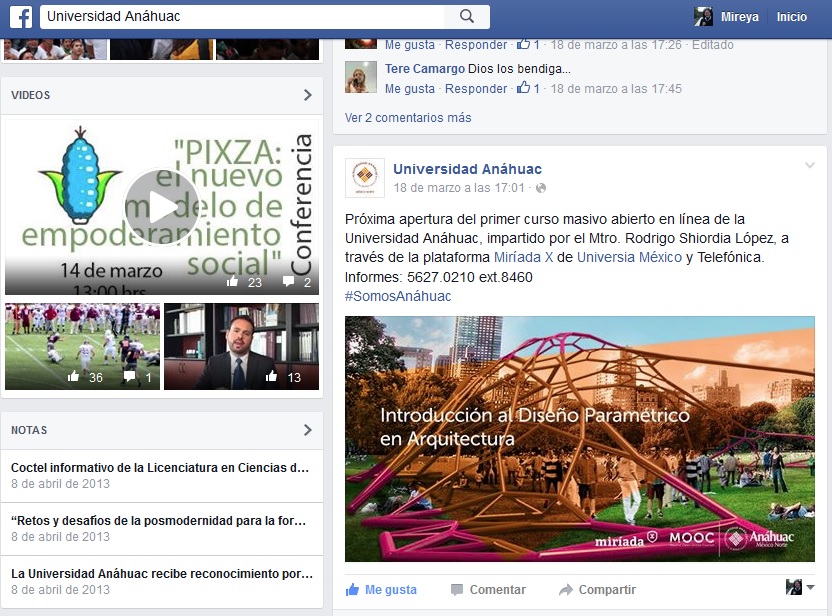 Universidad Anáhuac
Mireya
Inicio
VIDEOS
"PIXZA:
el nuevo
modelo de
empoderamiento
social"
Conferencia
14 de marzo
13:00 hrs
23
2
36
1
13
NOTAS
Coctel informativo de la Licenciatura en Ciencias d...
8 de abril de 2013
“Retos y desafíos de la posmodernidad para la for...
8 de abril de 2013
La Universidad Anáhuac recibe reconocimiento por...
8 de abril de 2013
Me gusta · Responder · 1 · 18 de marzo a las 17:26 · Editado
Tere Camargo Dios los bendiga...
Me gusta · Responder · 1 · 18 de marzo a las 17:45
Ver 2 comentarios más
Universidad Anáhuac
18 de marzo a las 17:01 ·
Próxima apertura del primer curso masivo abierto en línea de la
Universidad Anáhuac, impartido por el Mtro. Rodrigo Shiordia López, a
través de la plataforma Miríada X de Universia México y Telefónica.
Informes: 5627.0210 ext.8460
#SomosAnáhuac
Introducción al Diseño Paramétrico
en Arquitectura
miríada X
MOOC
Anáhuac
México Norte
Me gusta
Comentar
Compartir